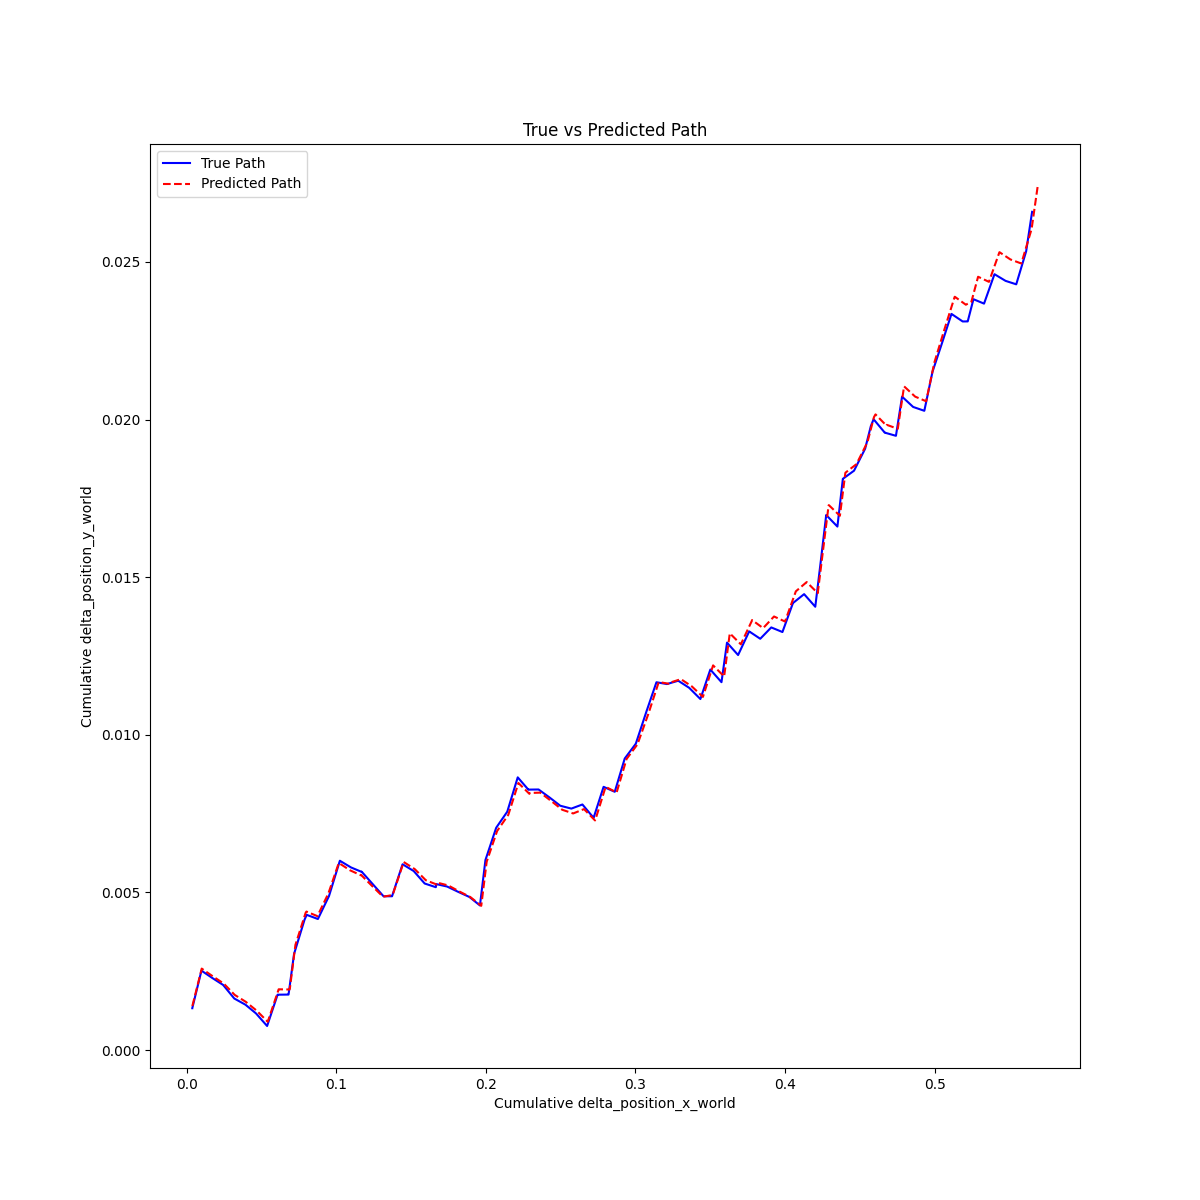 True vs Predicted Path
True Path
Predicted Path
0.025
0.020
0.015
0.010
0.005
0.000
Cumulative delta_position_y_world
0.0 0.1 0.2 0.3 0.4 0.5
Cumulative delta_position_x_world